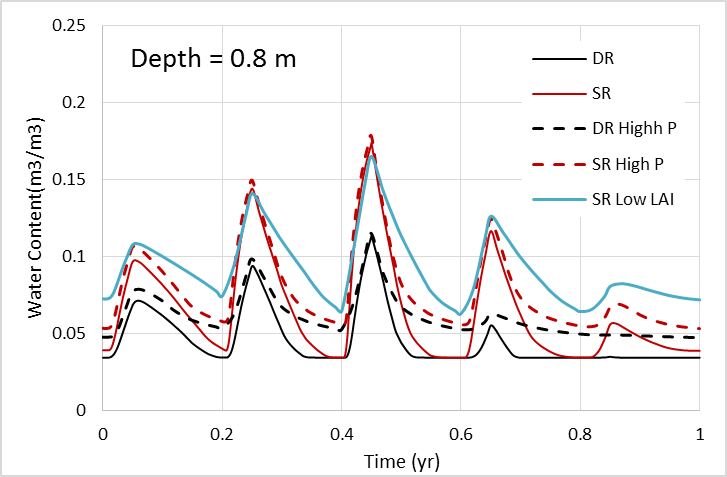 Depth = 0.8 m
0.25
0.2
0.15
0.1
0.05
0
Water Content(m3/m3)
DR
SR
DR Highh P
SR High P
SR Low LAI
0 0.2 0.4 0.6 0.8 1
Time (yr)